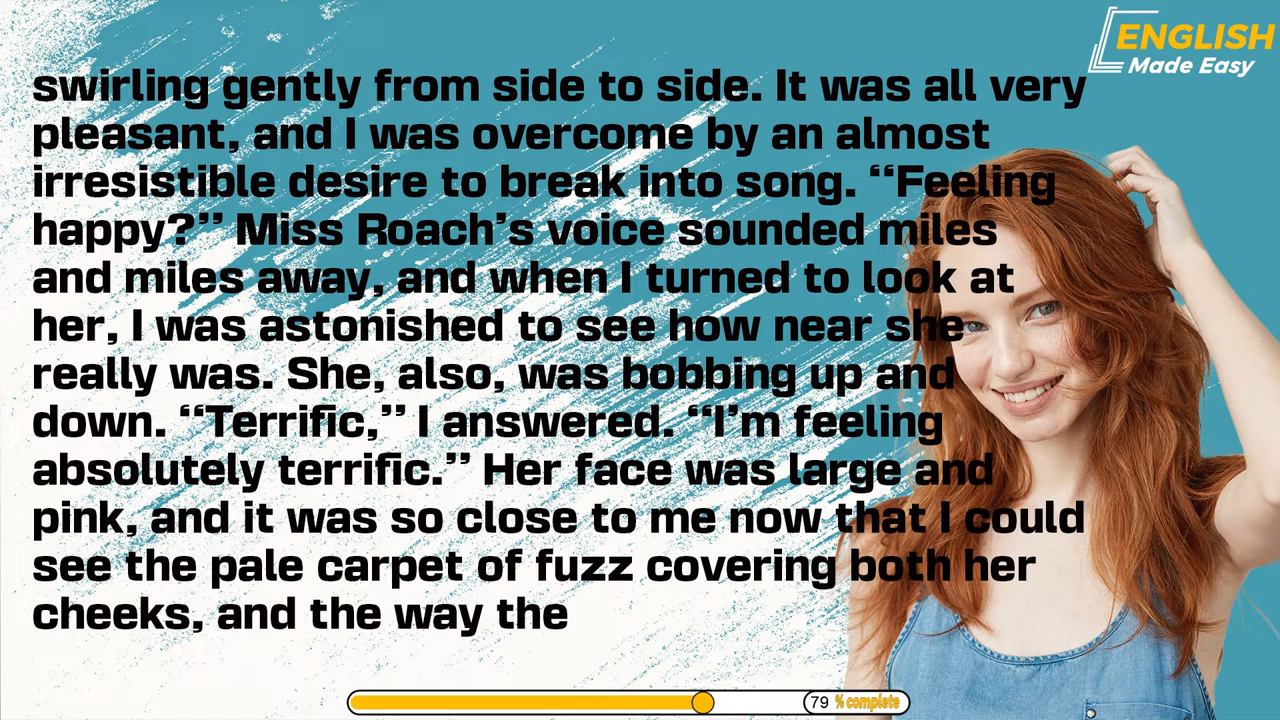 ENGLISH
Made Easy
swirling gently from side to side. It was all very
pleasant, and I was overcome by an almost
irresistible desire to break into song. “Feeling
happy?” Miss Roach’s voice sounded miles
and miles away, and when I turned to look at
her, I was astonished to see how near she
really was. She, also, was bobbing up and
down. “Terrific,” I answered. “I’m feeling
absolutely terrific.” Her face was large and
pink, and it was so close to me now that I could
see the pale carpet of fuzz covering both her
cheeks, and the way the
79 % complete